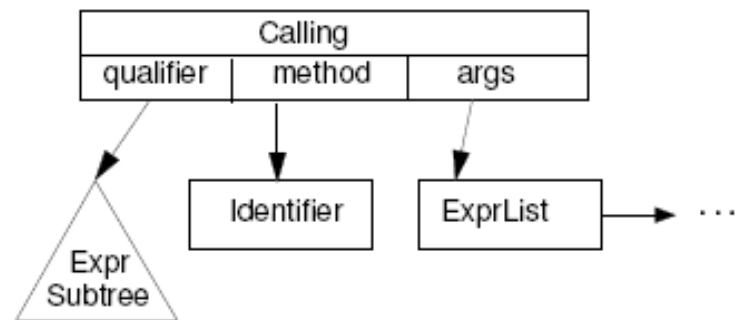 Calling
qualifier method args
Identifier ExprList ...
Expr
Subtree